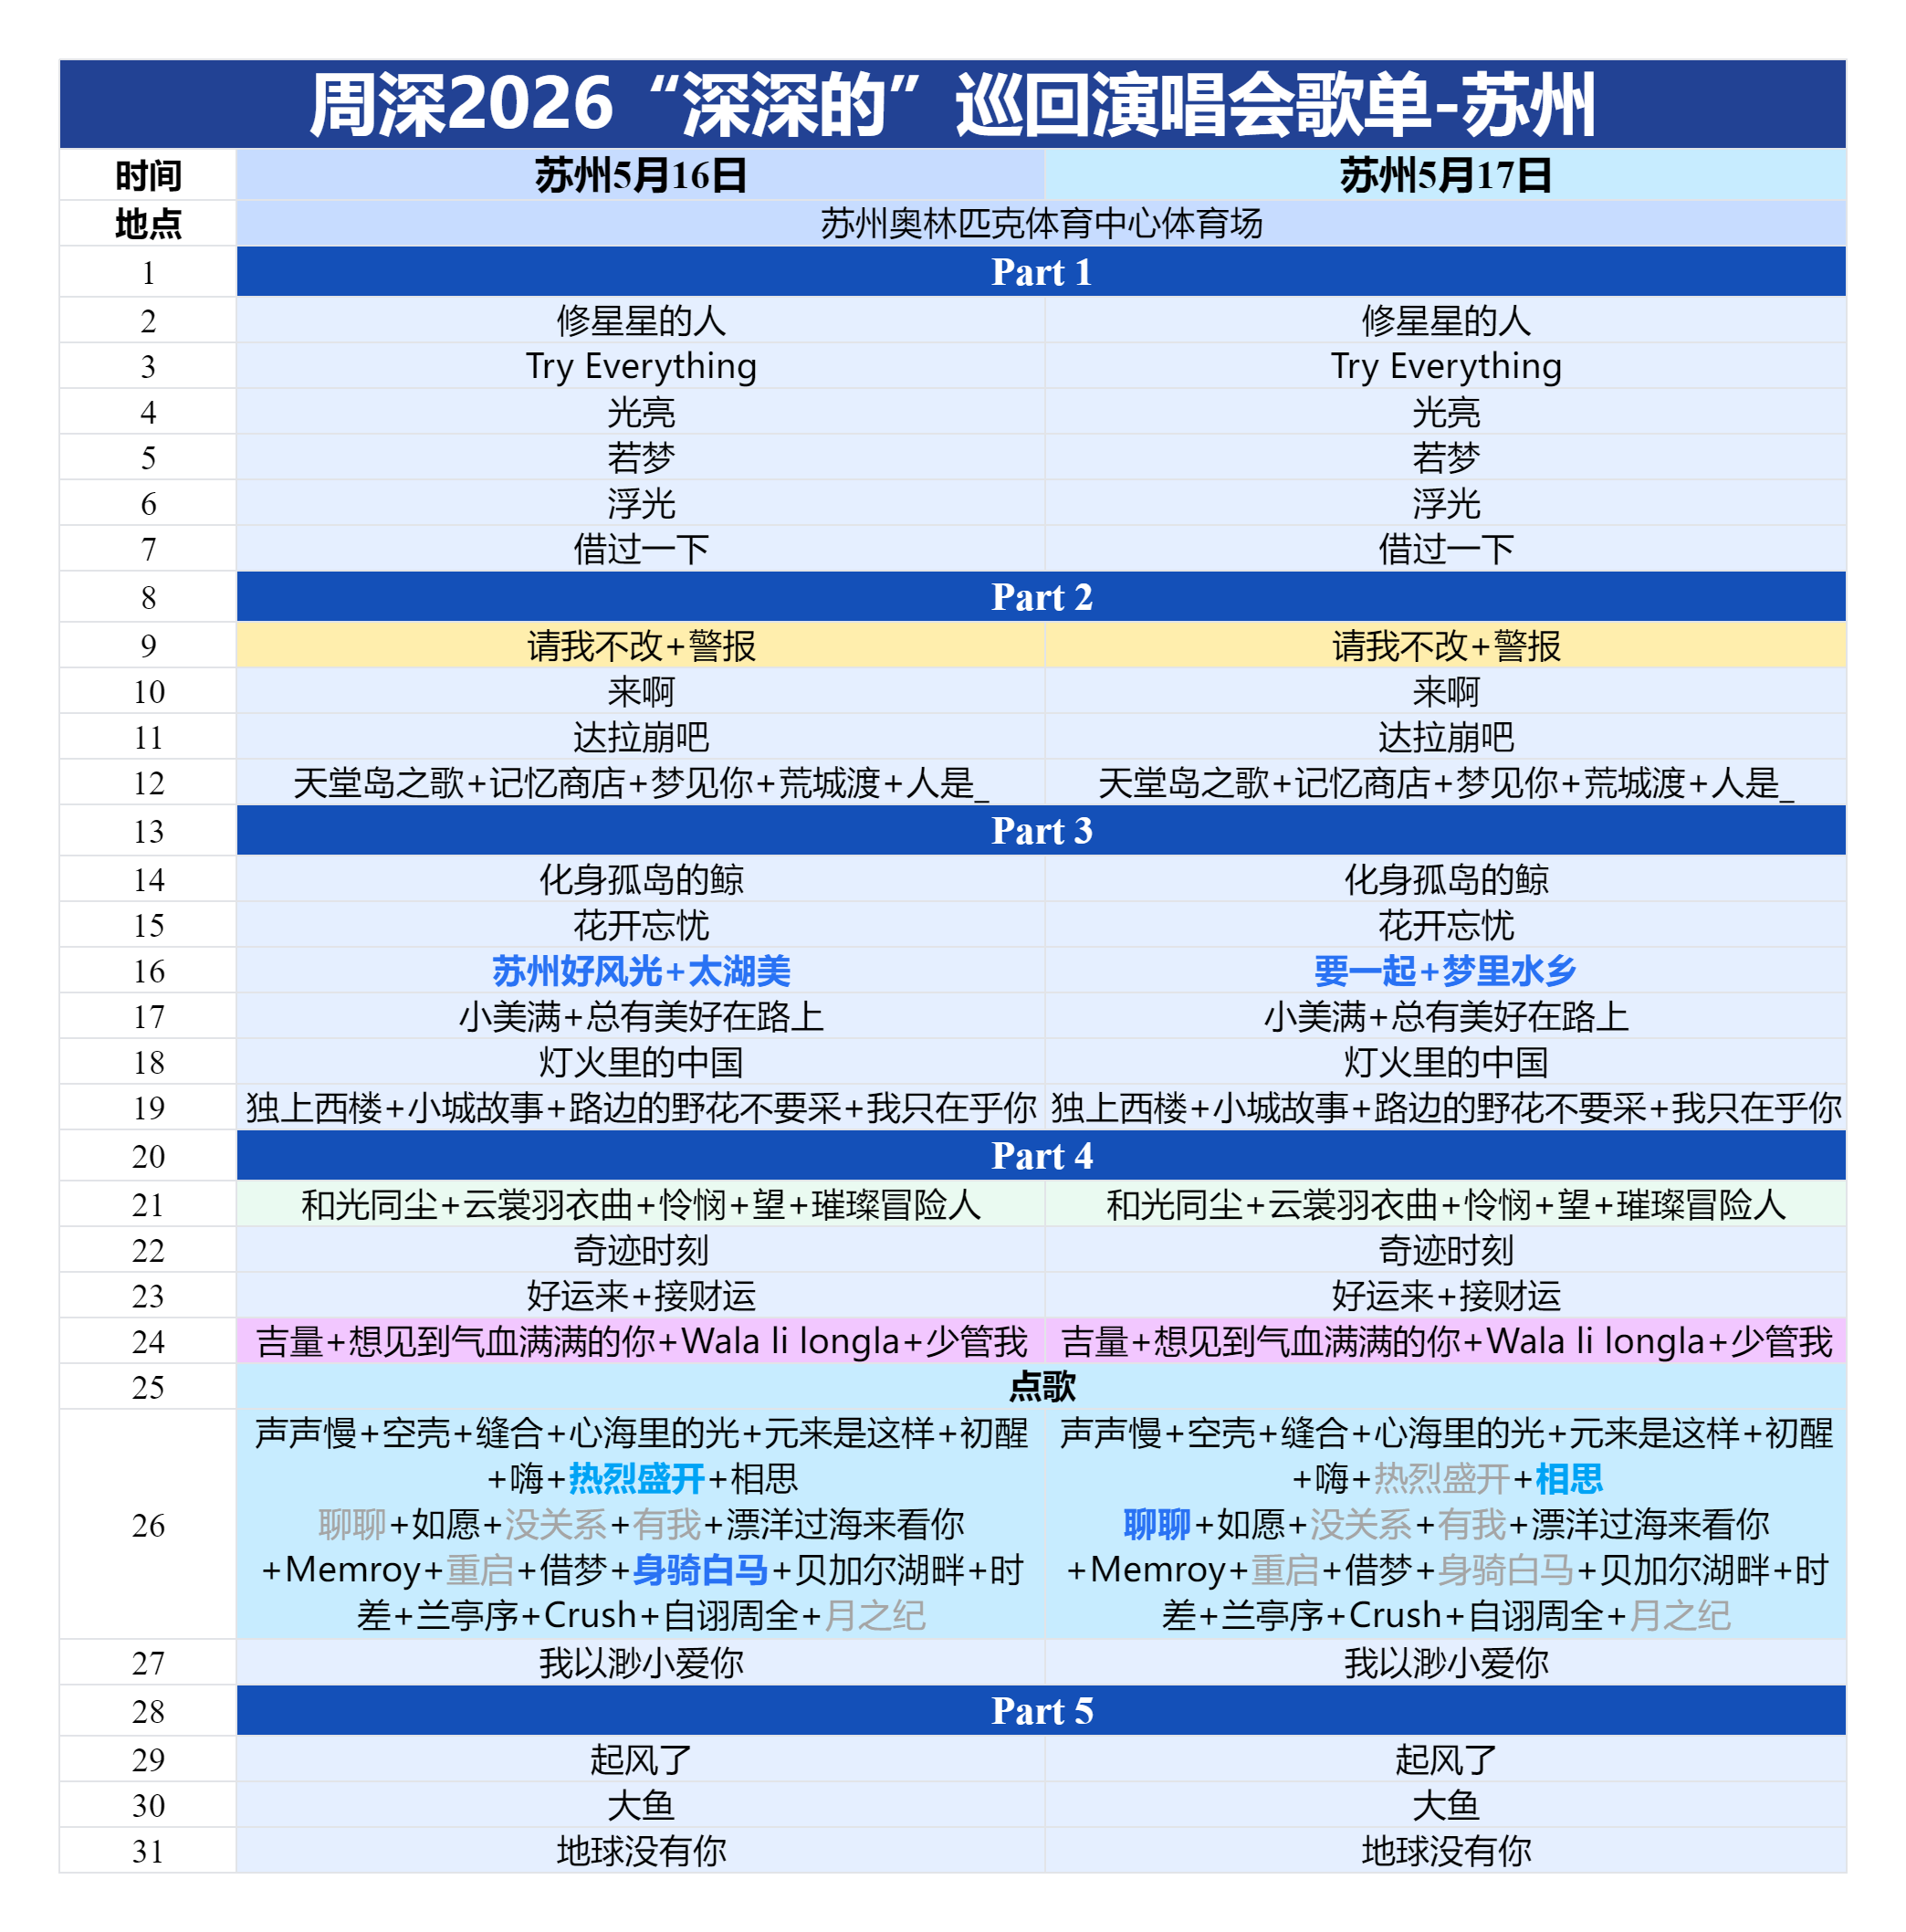 周深2026“深深的”巡回演唱会歌单-苏州
时间 苏州5月16日 苏州5月17日
地点 苏州奥林匹克体育中心体育场
1 Part 1
2 修星星的人 修星星的人
3 Try Everything Try Everything
4 光亮 光亮
5 若梦 若梦
6 浮光 浮光
7 借过一下 借过一下
8 Part 2
9 请我不改+警报 请我不改+警报
10 来啊 来啊
11 达拉崩吧 达拉崩吧
12 天堂岛之歌+记忆商店+梦见你+荒城渡+人是_ 天堂岛之歌+记忆商店+梦见你+荒城渡+人是_
13 Part 3
14 化身孤岛的鲸 化身孤岛的鲸
15 花开忘忧 花开忘忧
16 苏州好风光+太湖美 要一起+梦里水乡
17 小美满+总有美好在路上 小美满+总有美好在路上
18 灯火里的中国 灯火里的中国
19 独上西楼+小城故事+路边的野花不要采+我只在乎你 独上西楼+小城故事+路边的野花不要采+我只在乎你
20 Part 4
21 和光同尘+云裳羽衣曲+怜悯+望+璀璨冒险人 和光同尘+云裳羽衣曲+怜悯+望+璀璨冒险人
22 奇迹时刻 奇迹时刻
23 好运来+接财运 好运来+接财运
24 吉量+想见到气血满满的你+Wala li longla+少管我 吉量+想见到气血满满的你+Wala li longla+少管我
25 点歌
26
声声慢+空壳+缝合+心海里的光+元来是这样+初醒
+嗨+热烈盛开+相思
聊聊+如愿+没关系+有我+漂洋过海来看你
+Memroy+重启+借梦+身骑白马+贝加尔湖畔+时
差+兰亭序+Crush+自诩周全+月之纪
声声慢+空壳+缝合+心海里的光+元来是这样+初醒
+嗨+热烈盛开+相思
聊聊+如愿+没关系+有我+漂洋过海来看你
+Memroy+重启+借梦+身骑白马+贝加尔湖畔+时
差+兰亭序+Crush+自诩周全+月之纪
27 我以渺小爱你 我以渺小爱你
28 Part 5
29 起风了 起风了
30 大鱼 大鱼
31 地球没有你 地球没有你